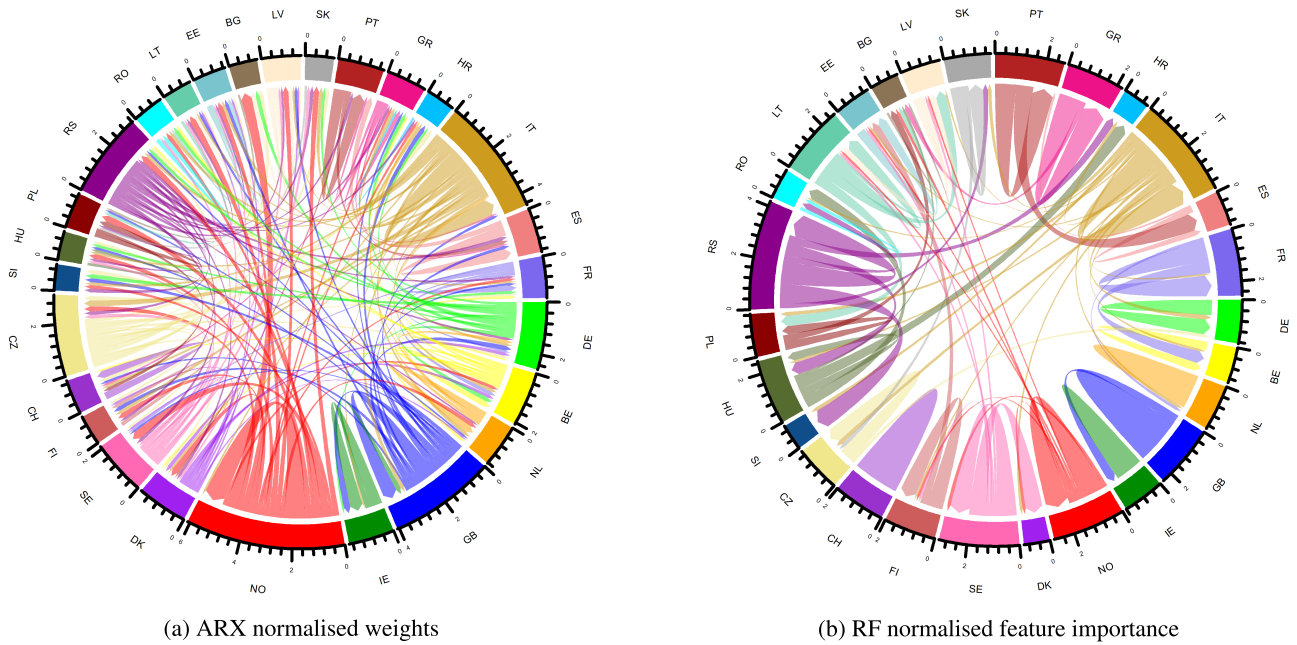 LV
SK
PT
GR
HR
IT
ES
FR
DE
BE
NL
GB
IE
NO
DK
SE
FI
CH
CZ
SI
HU
PL
RS
RO
LT
EE
BG
(a) ARX normalised weights
SK
PT
GR
HR
IT
ES
FR
DE
BE
NL
GB
IE
NO
DK
SE
FI
CH
CZ
SI
HU
PL
RS
RO
LT
EE
BG
LV
(b) RF normalised feature importance